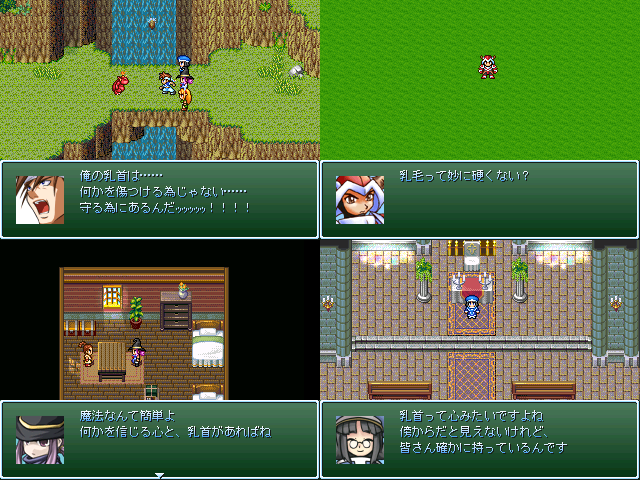 俺の乳首は……
何かを傷つける為じゃない……
守る為にあるんだゥゥゥゥゥ！！！！
乳毛って妙に硬くない？
魔法なんて簡単よ
何かを信じる心と、乳首があればね
乳首って心みたいですよね
傍からだと見えないけれど、
皆さん確かに持っているんです